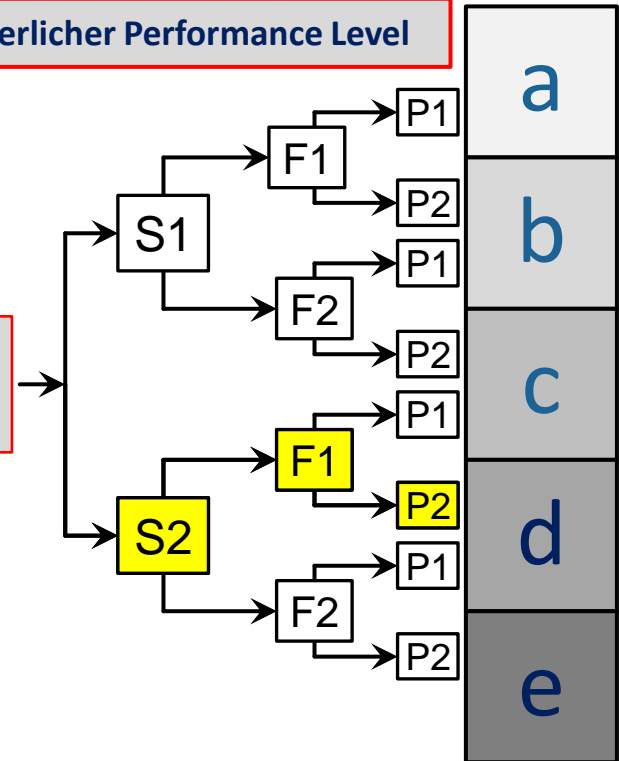 erlicher Performance Level
a
P1
F1
P2
S1
b
P1
F2
P2
c
P1
F1
P2
S2
d
P1
F2
P2
e